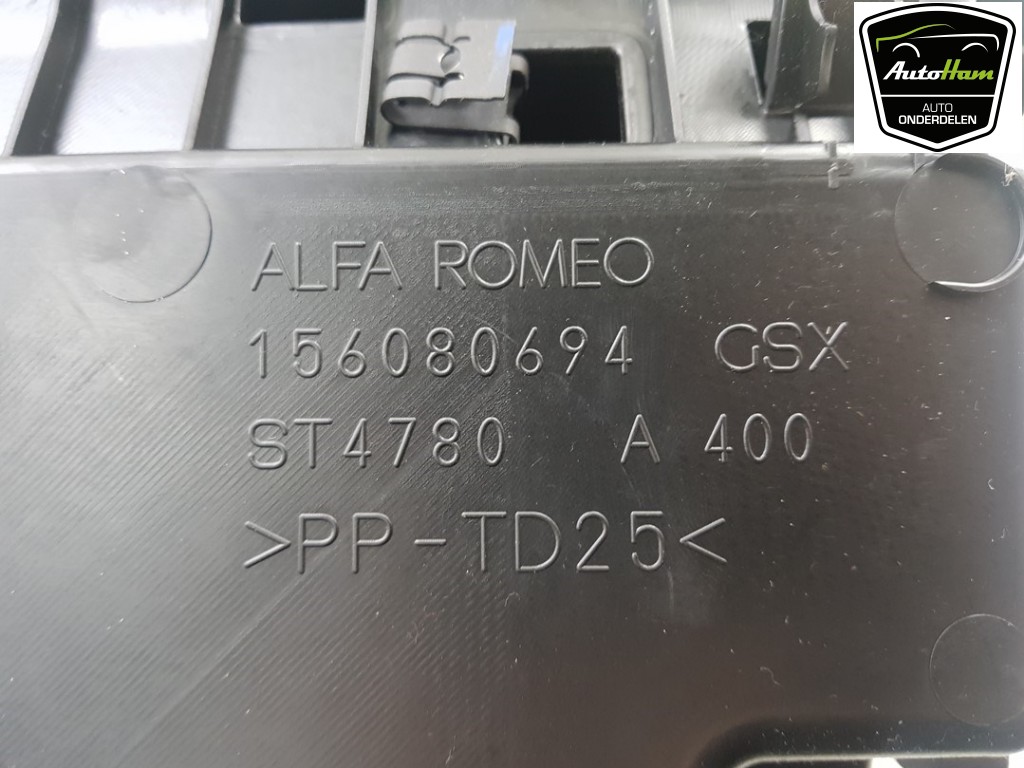 AutoHam
AUTO
ONDERDELEN
ALFA ROMEO
156080694 GSX
ST4780 A 400
>PP-TD25<